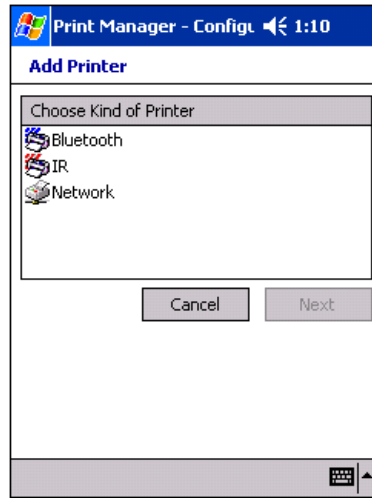 Print Manager - Configu 1:10
Add Printer
Choose Kind of Printer
Bluetooth
IR
Network
Cancel Next